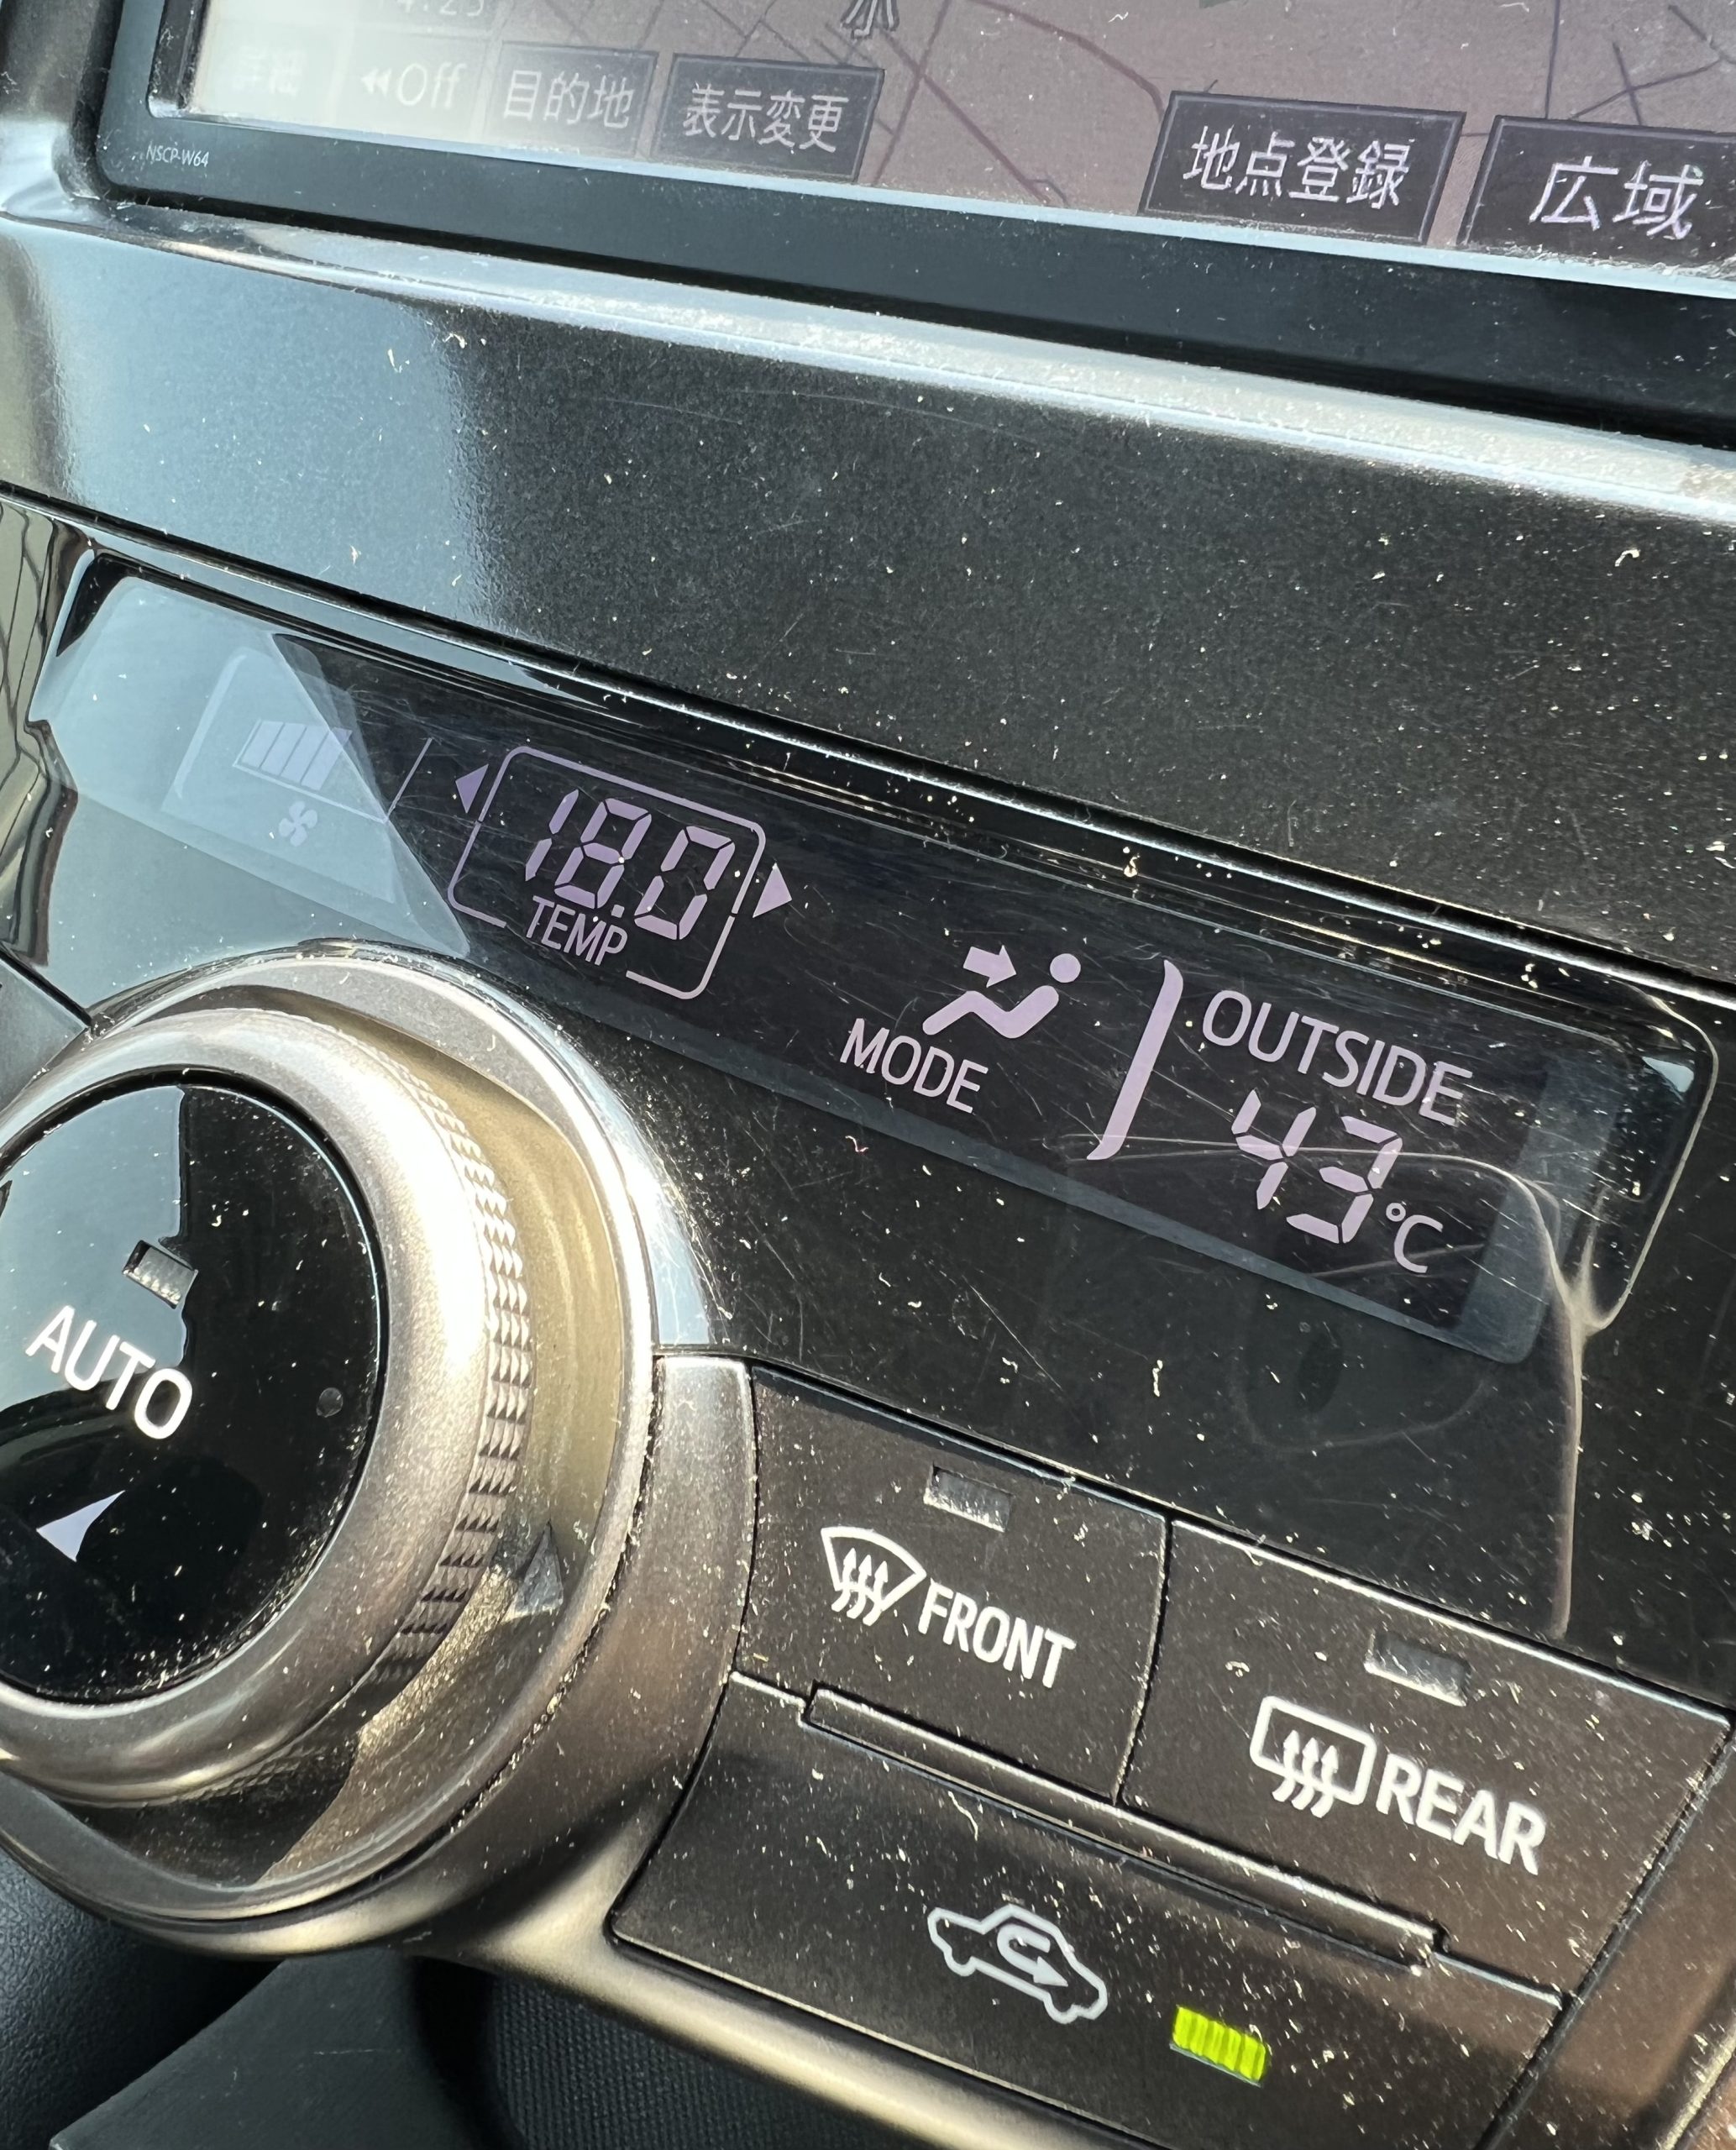 Off
目的地
表示変更
地点登録
広域
NSCP-W64
18.0
TEMP
MODE
OUTSIDE
43℃
AUTO
FRONT
REAR